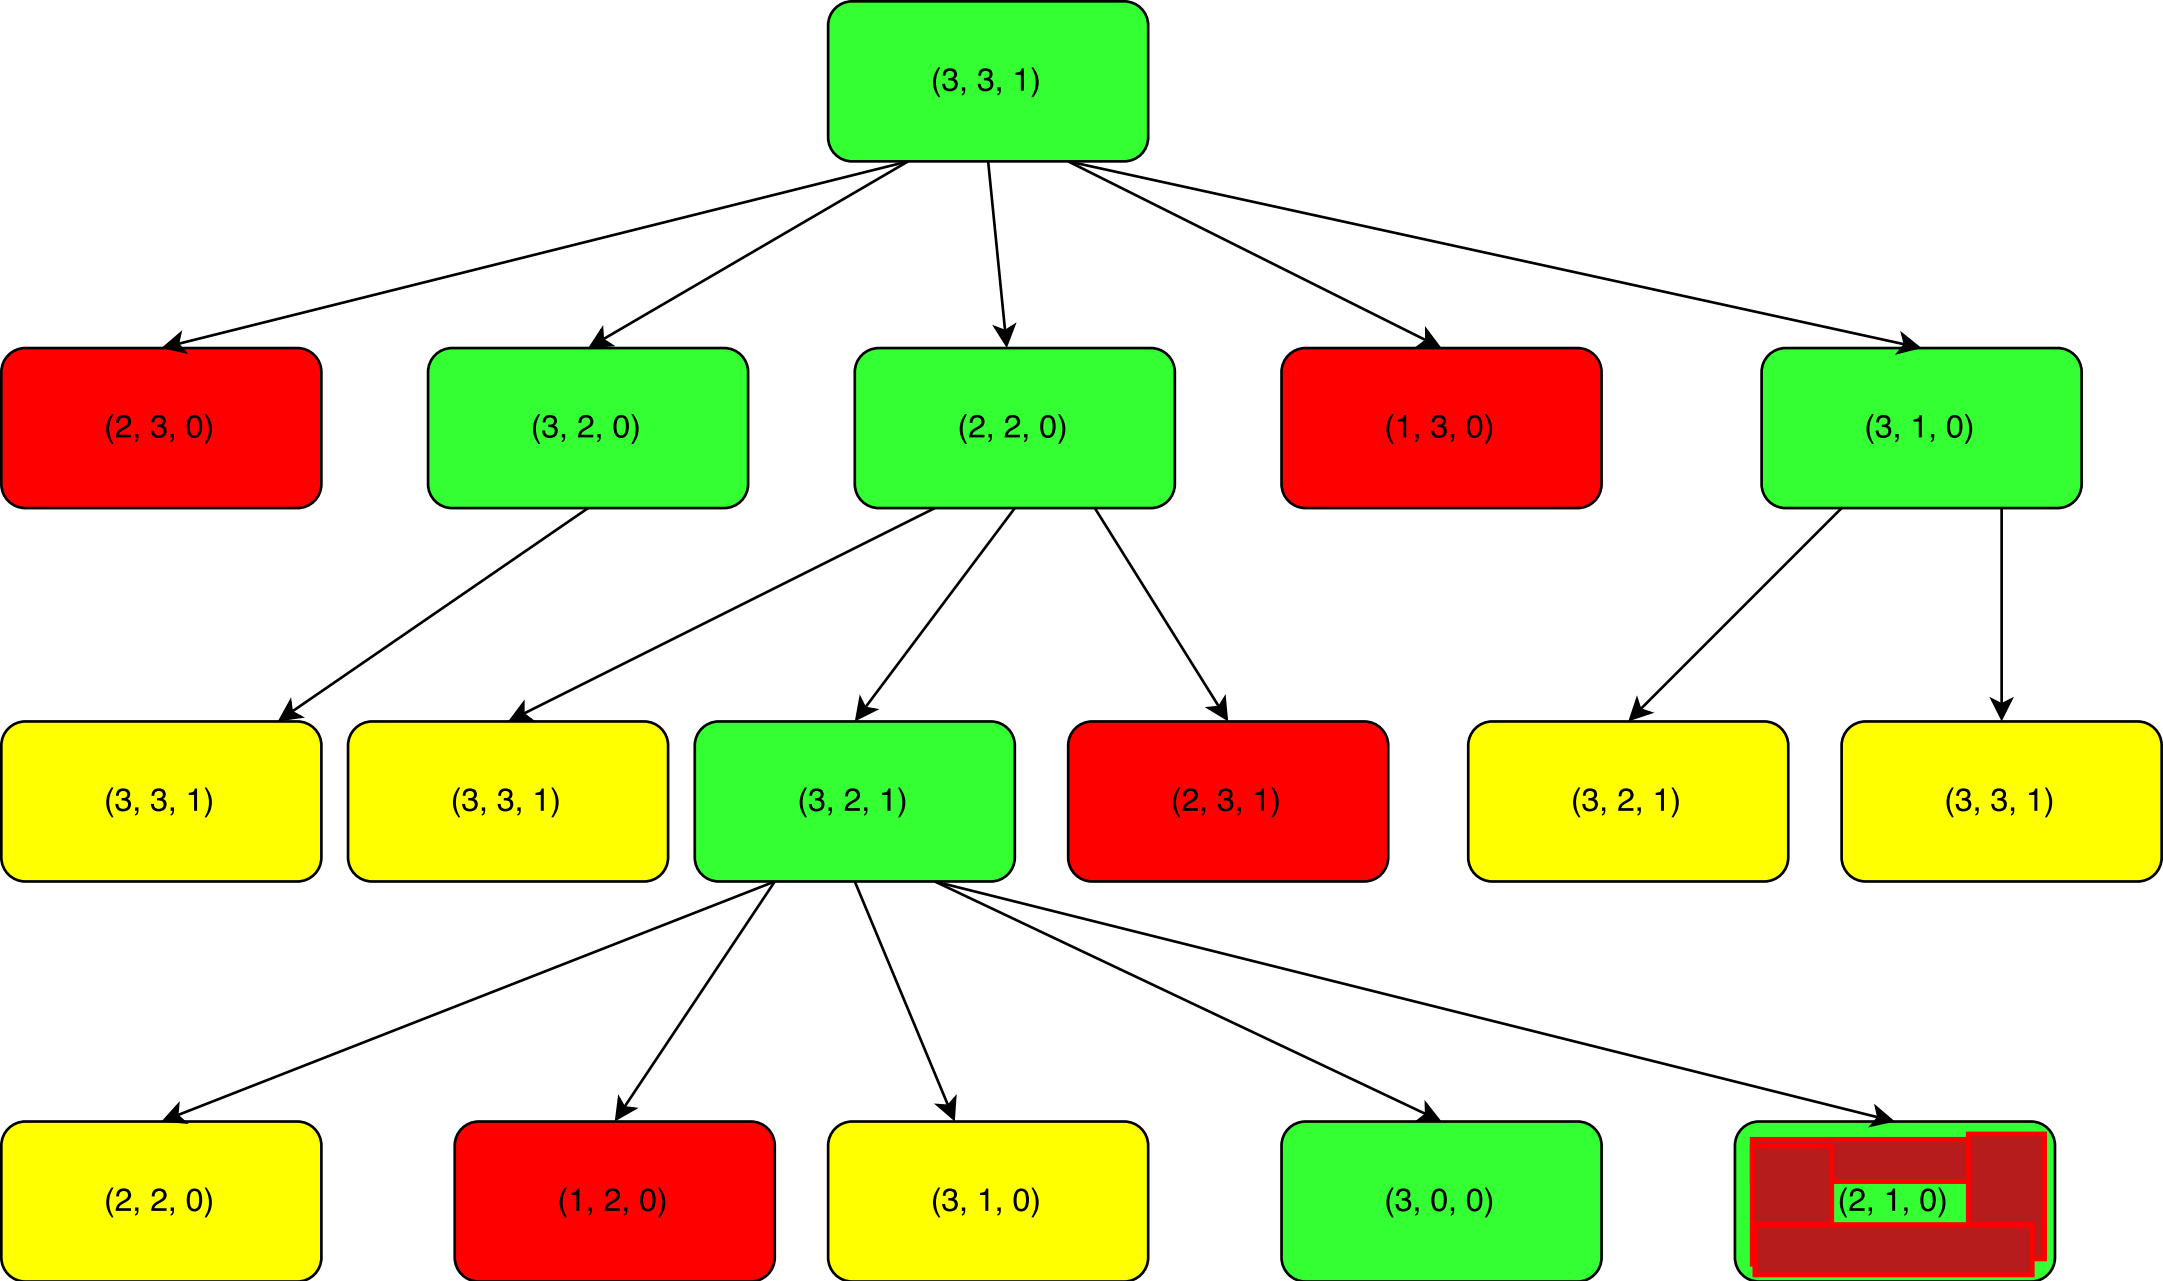 (3, 3, 1)
(2, 3, 0)
(3, 2, 0)
(2, 2, 0)
(1, 3, 0)
(3, 1, 0)
(3, 3, 1)
(3, 3, 1)
(3, 2, 1)
(2, 3, 1)
(3, 2, 1)
(3, 3, 1)
(2, 2, 0)
(1, 2, 0)
(3, 1, 0)
(3, 0, 0)
(2, 1, 0)